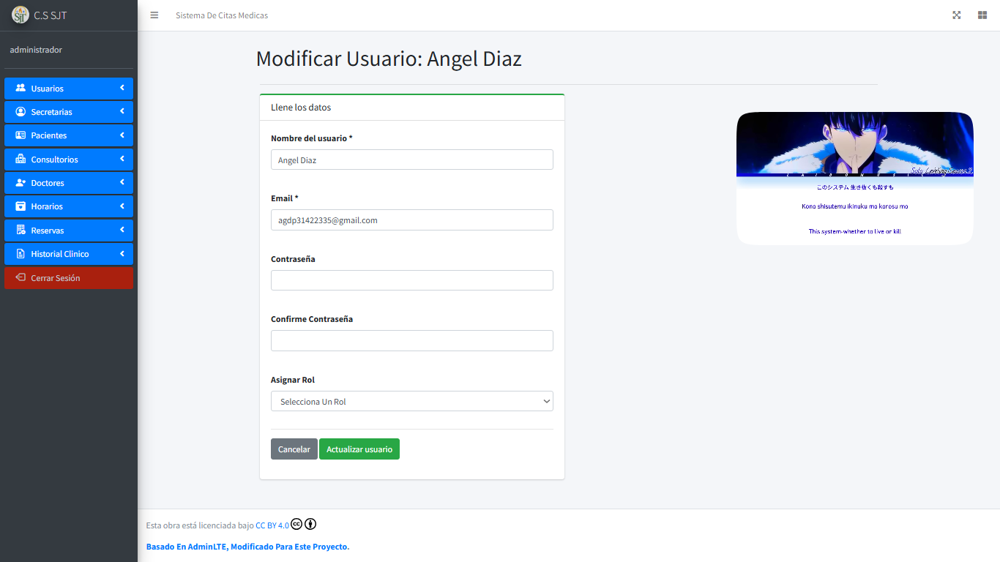 C.S SJT
Sistema De Citas Medicas
administrador
Usuarios
Secretarias
Pacientes
Consultorios
Doctores
Horarios
Reservas
Historial Clinico
Cerrar Sesión
Modificar Usuario: Angel Diaz
Llene los datos
Nombre del usuario *
Angel Diaz
Email *
agdp31422335@gmail.com
Contraseña
Confirme Contraseña
Asignar Rol
Selecciona Un Rol
Cancelar Actualizar usuario
このシステム 生き抜くも殺すも
Kono shisutemu ikinuku mo korosu mo
This system-whether to live or kill
Esta obra está licenciada bajo CC BY 4.0
Basado En AdminLTE, Modificado Para Este Proyecto.